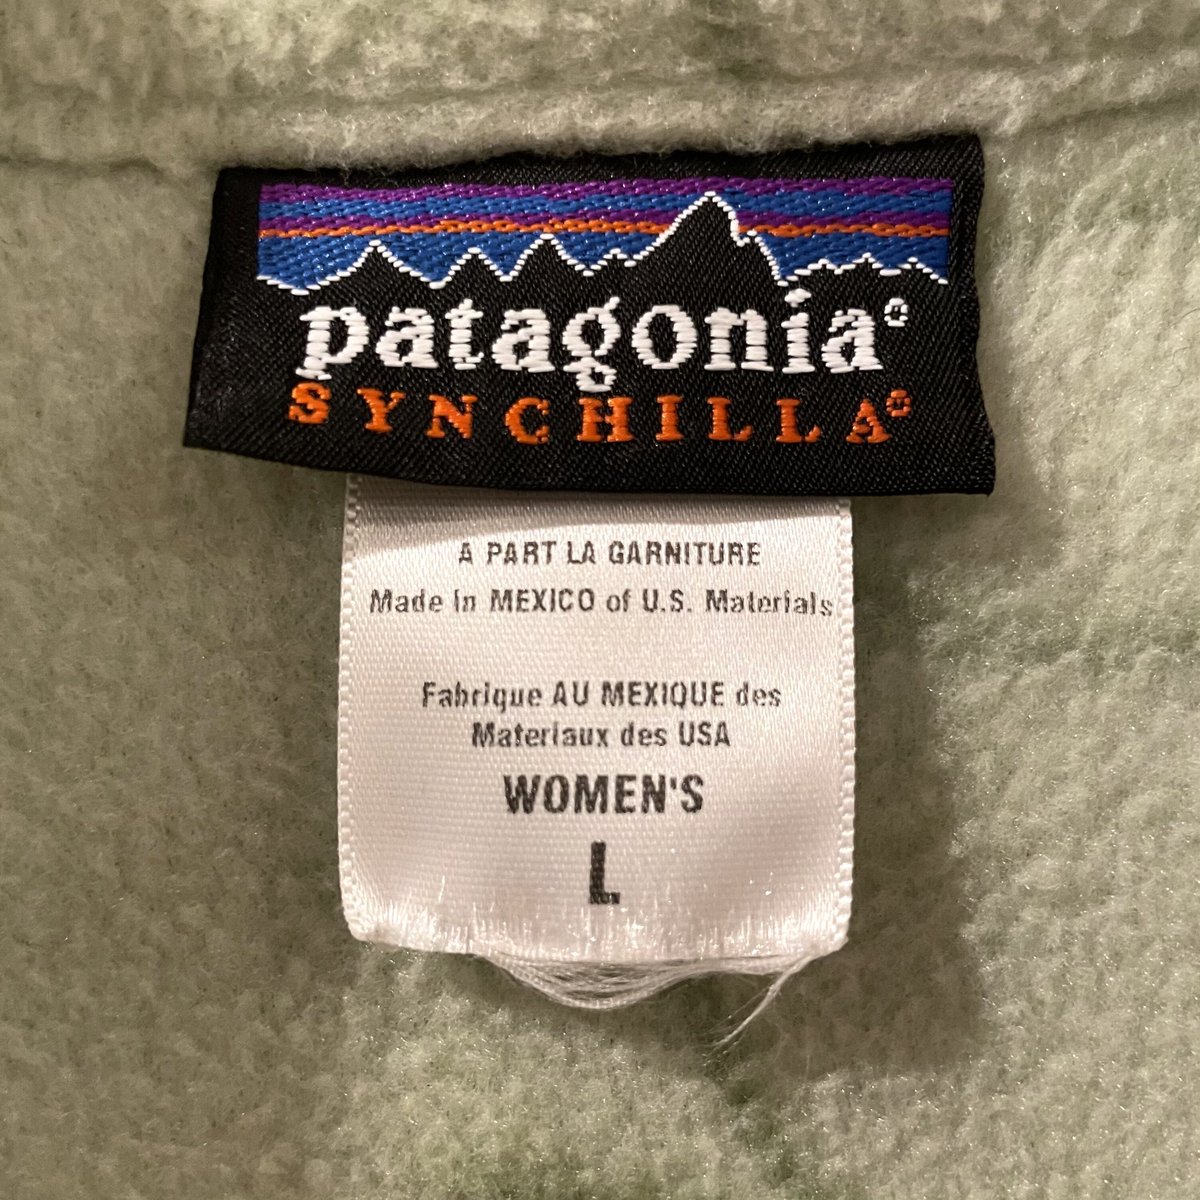 patagonia®
SYNCHILLA®
A PART LA GARNITURE
Made in MEXICO of U.S. Materials
Fabrique AU MEXIQUE des
Materiaux des USA
WOMEN'S
L